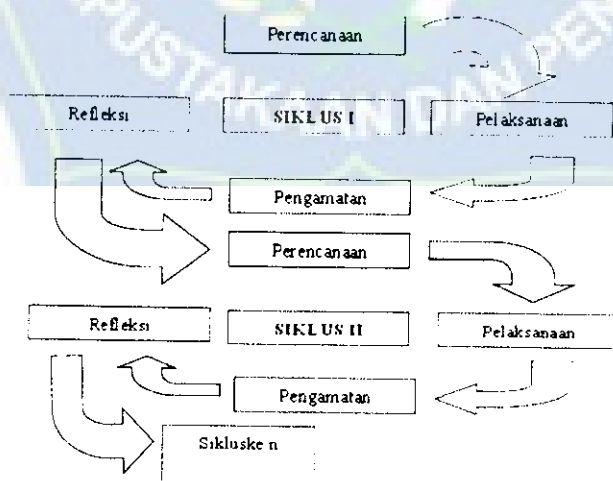 Perencanaan
Refleksi
SIKLUS I
Pelaksanaan
Pengamatan
Perencanaan
Refleksi
SIKLUS II
Pelaksanaan
Pengamatan
Sikluske n